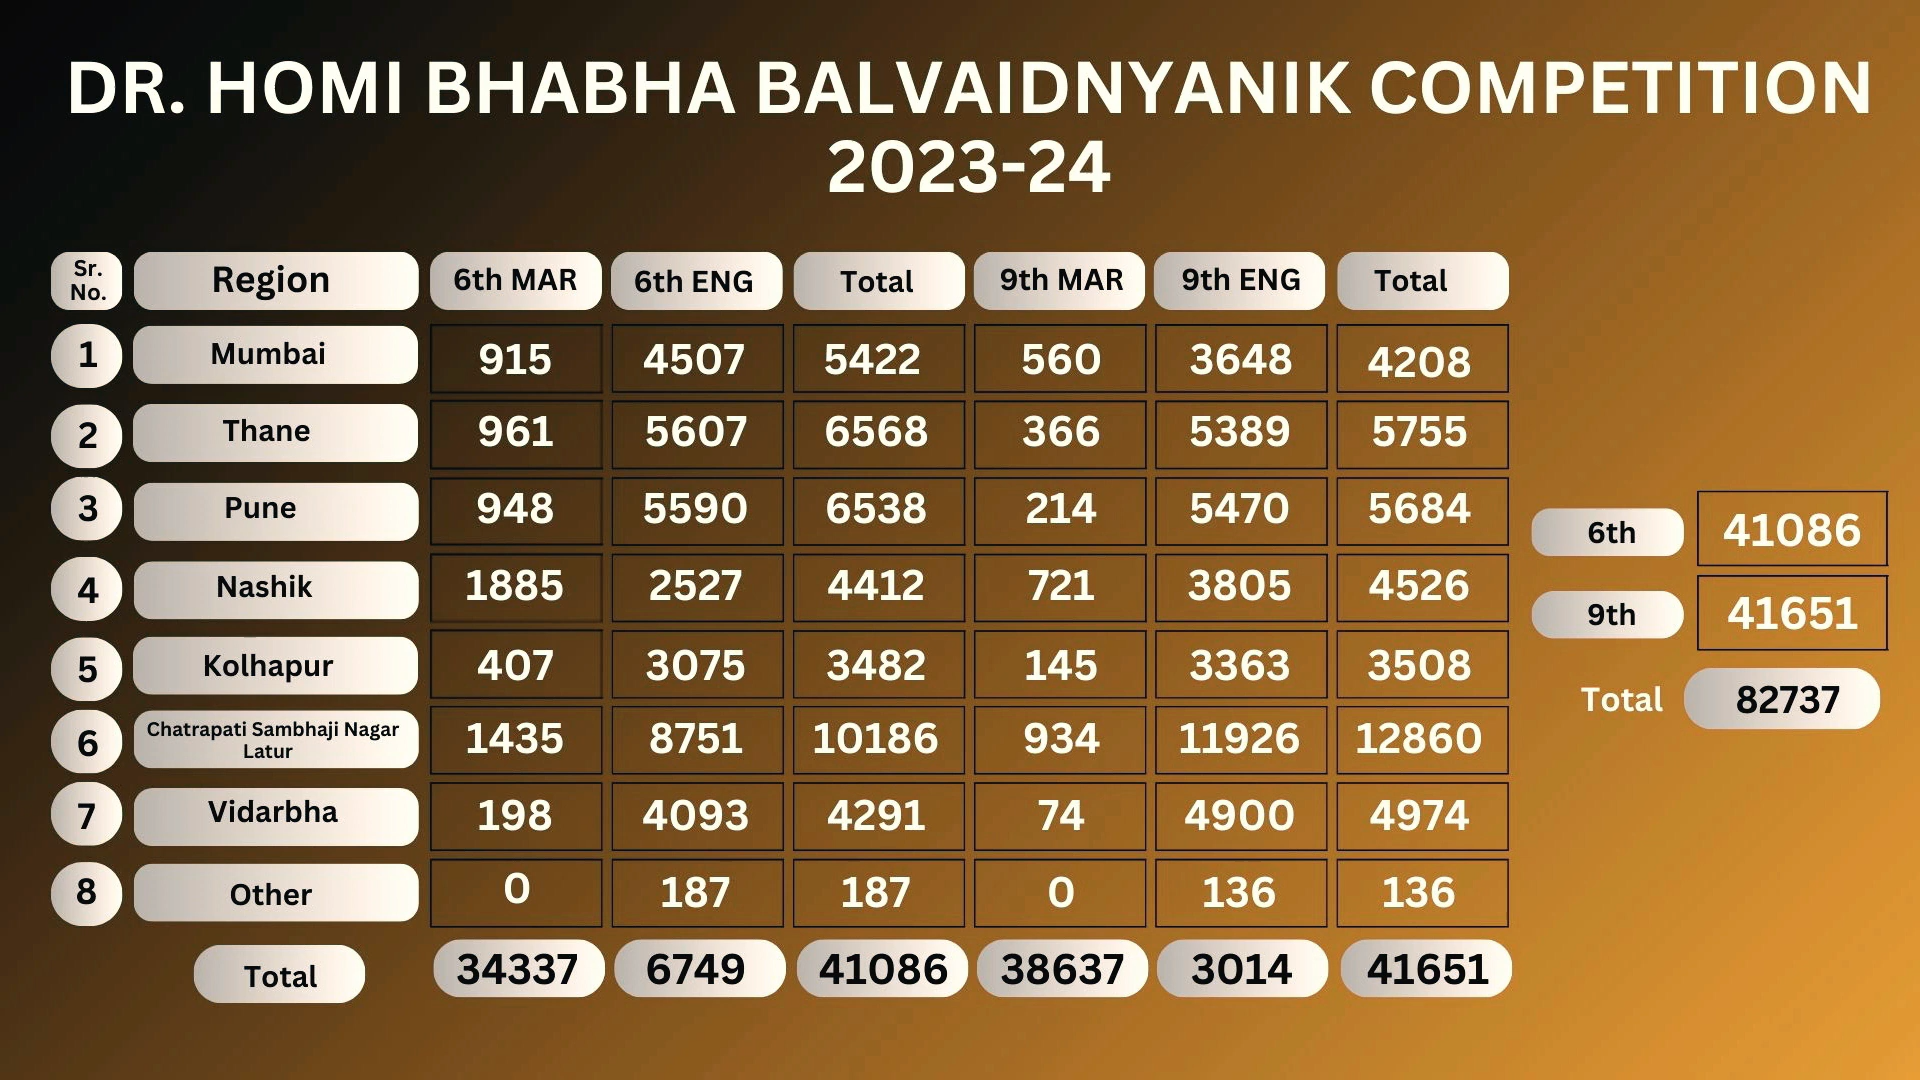 DR. HOMI BHABHA BALVAIDNYANIK COMPETITION
2023-24
Sr. No. Region 6th MAR 6th ENG Total 9th MAR 9th ENG Total
1 Mumbai 915 4507 5422 560 3648 4208
2 Thane 961 5607 6568 366 5389 5755
3 Pune 948 5590 6538 214 5470 5684
4 Nashik 1885 2527 4412 721 3805 4526
5 Kolhapur 407 3075 3482 145 3363 3508
6 Chatrapati Sambhaji Nagar Latur 1435 8751 10186 934 11926 12860
7 Vidarbha 198 4093 4291 74 4900 4974
8 Other 0 187 187 0 136 136
Total 34337 6749 41086 38637 3014 41651
6th 41086
9th 41651
Total 82737